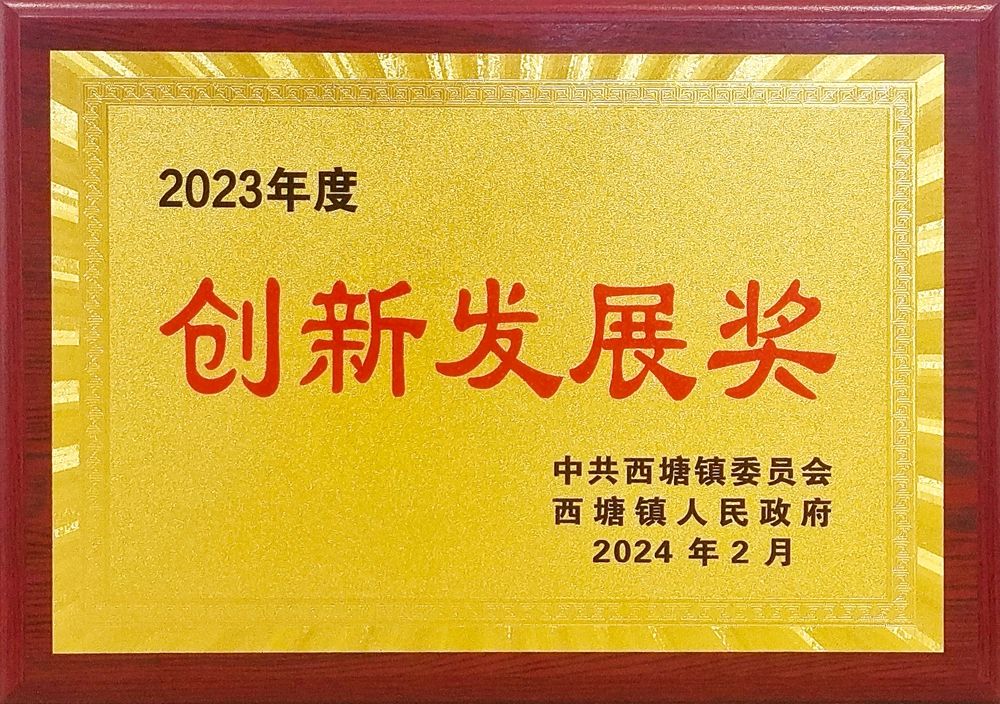 2023年度
创新发展奖
中共西塘镇委员会
西塘镇人民政府
2024 年 2 月